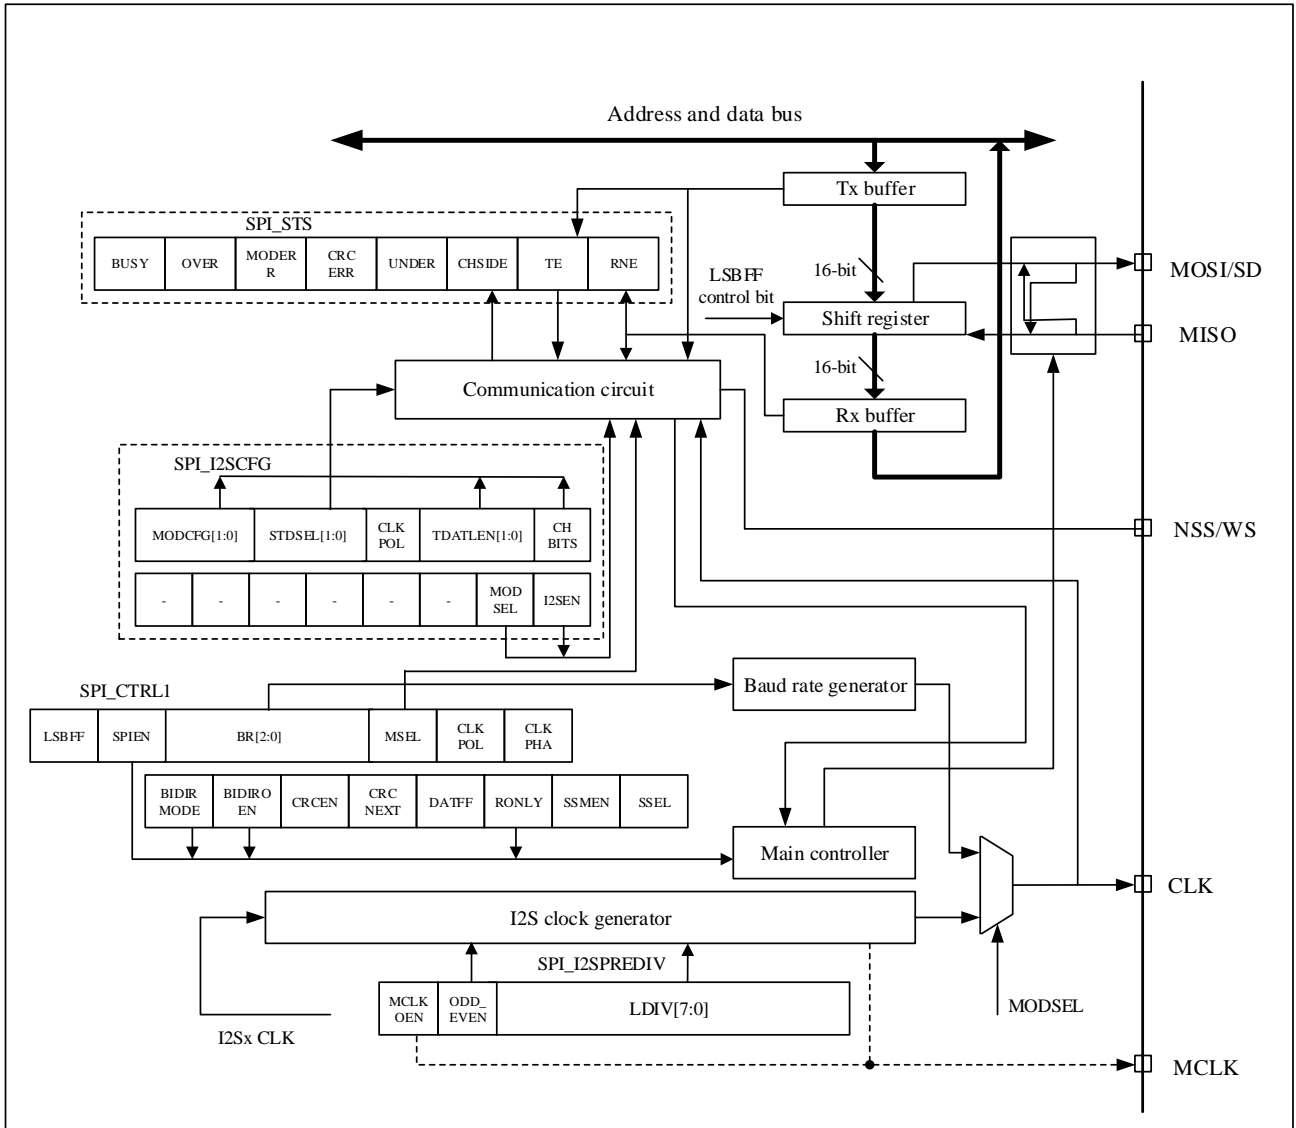 Address and data bus
Tx buffer
SPI_STS
BUSY
OVER
MODER
R
CRC
ERR
UNDER
CHSIDE
TE
RNE
16-bit
LSBFF
control bit
Shift register
MOSI/SD
MISO
16-bit
Communication circuit
Rx buffer
SPI_I2SCFG
MODCFG[1:0]
STDSEL[1:0]
CLK
POL
TDATLEN[1:0]
CH
BITS
NSS/WS
-
-
-
-
-
-
MOD
SEL
I2SEN
SPI_CTRL1
Baud rate generator
LSBFF
SPIEN
BR[2:0]
MSEL
CLK
POL
CLK
PHA
BIDIR
MODE
BIDIRO
EN
CRCEN
CRC
NEXT
DATFF
RONLY
SSMEN
SSEL
Main controller
CLK
I2S clock generator
SPI_I2SPREDIV
MCLK
OEN
ODD_
EVEN
LDIV[7:0]
MODSEL
I2Sx CLK
MCLK